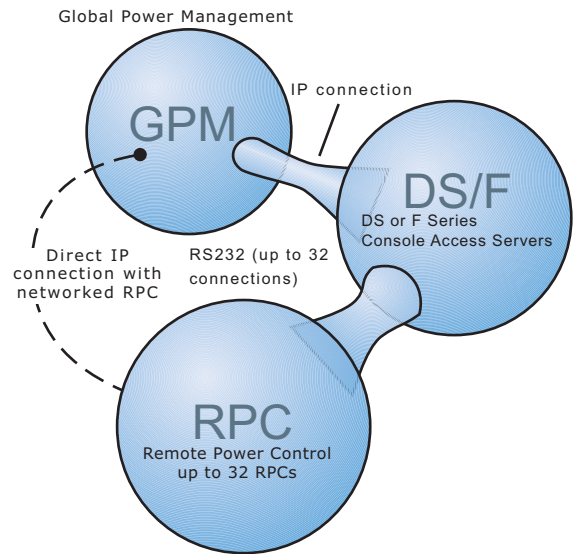 Global Power Management
GPM
IP connection
DS/F
DS or F Series
Console Access Servers
Direct IP
connection with
networked RPC
RS232 (up to 32
connections)
RPC
Remote Power Control
up to 32 RPCs